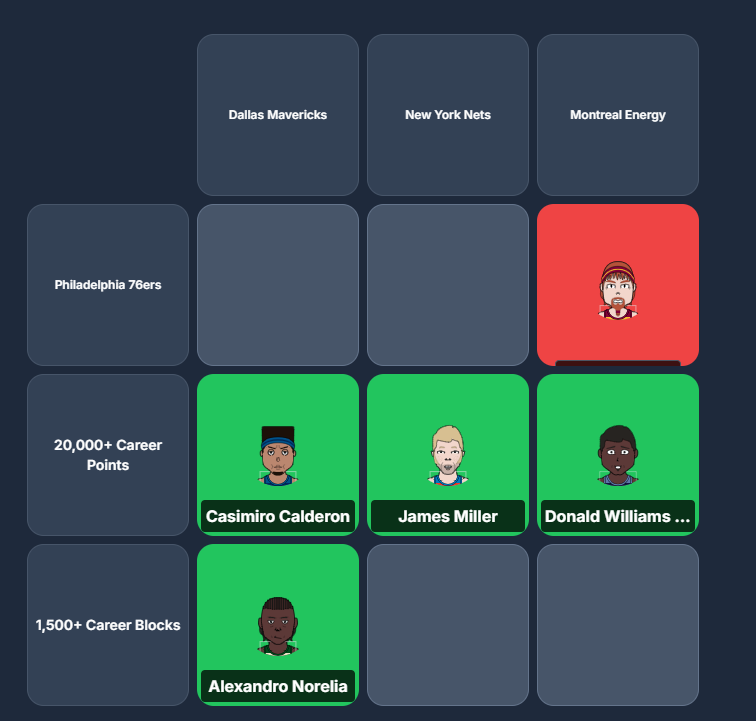 Dallas Mavericks
New York Nets
Montreal Energy
Philadelphia 76ers
20,000+ Career
Points
Casimiro Calderon
James Miller
Donald Williams ...
1,500+ Career Blocks
Alexandro Norelia